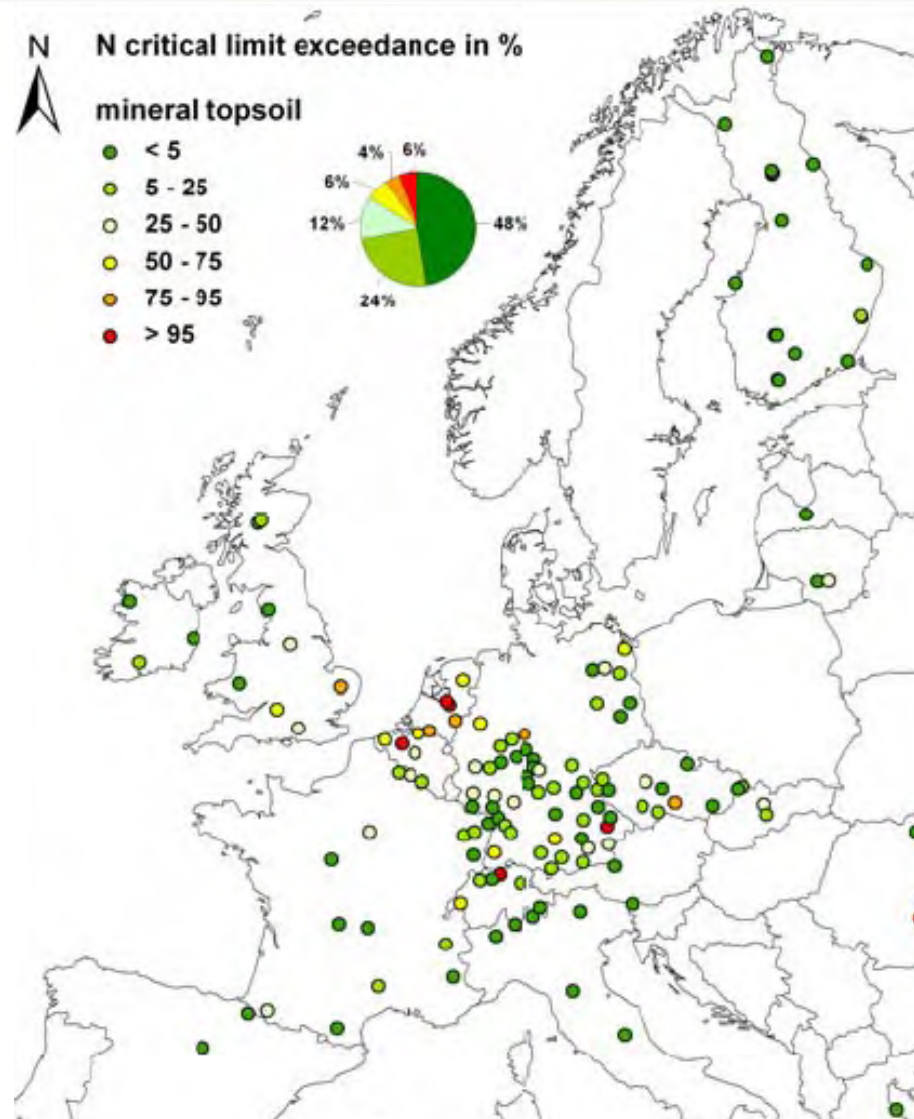 N
N critical limit exceedance in %
mineral topsoil
< 5
5 - 25
25 - 50
50 - 75
75 - 95
> 95
4%
6%
6%
12%
48%
24%